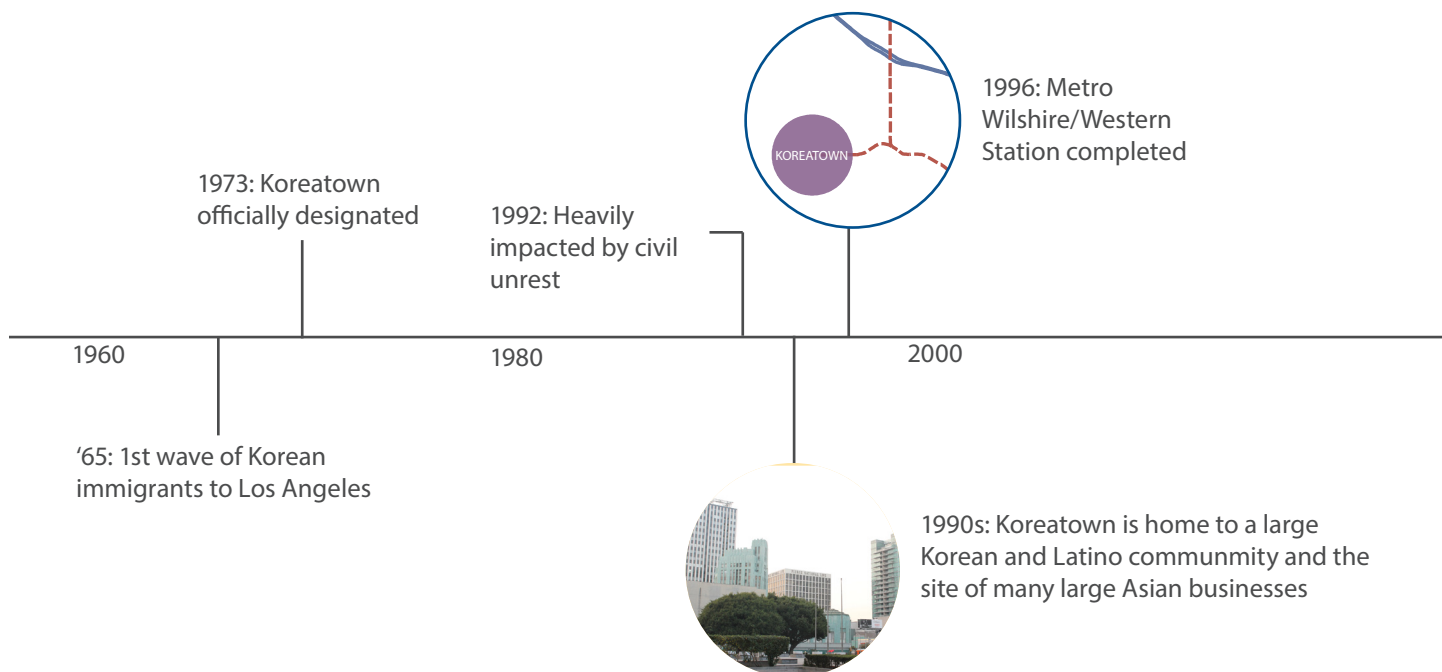 KOREATOWN
1996: Metro
Wilshire/Western
Station completed
1973: Koreatown
officially designated
1992: Heavily
impacted by civil
unrest
1960
1980
2000
‘65: 1st wave of Korean
immigrants to Los Angeles
1990s: Koreatown is home to a large
Korean and Latino communmity and the
site of many large Asian businesses